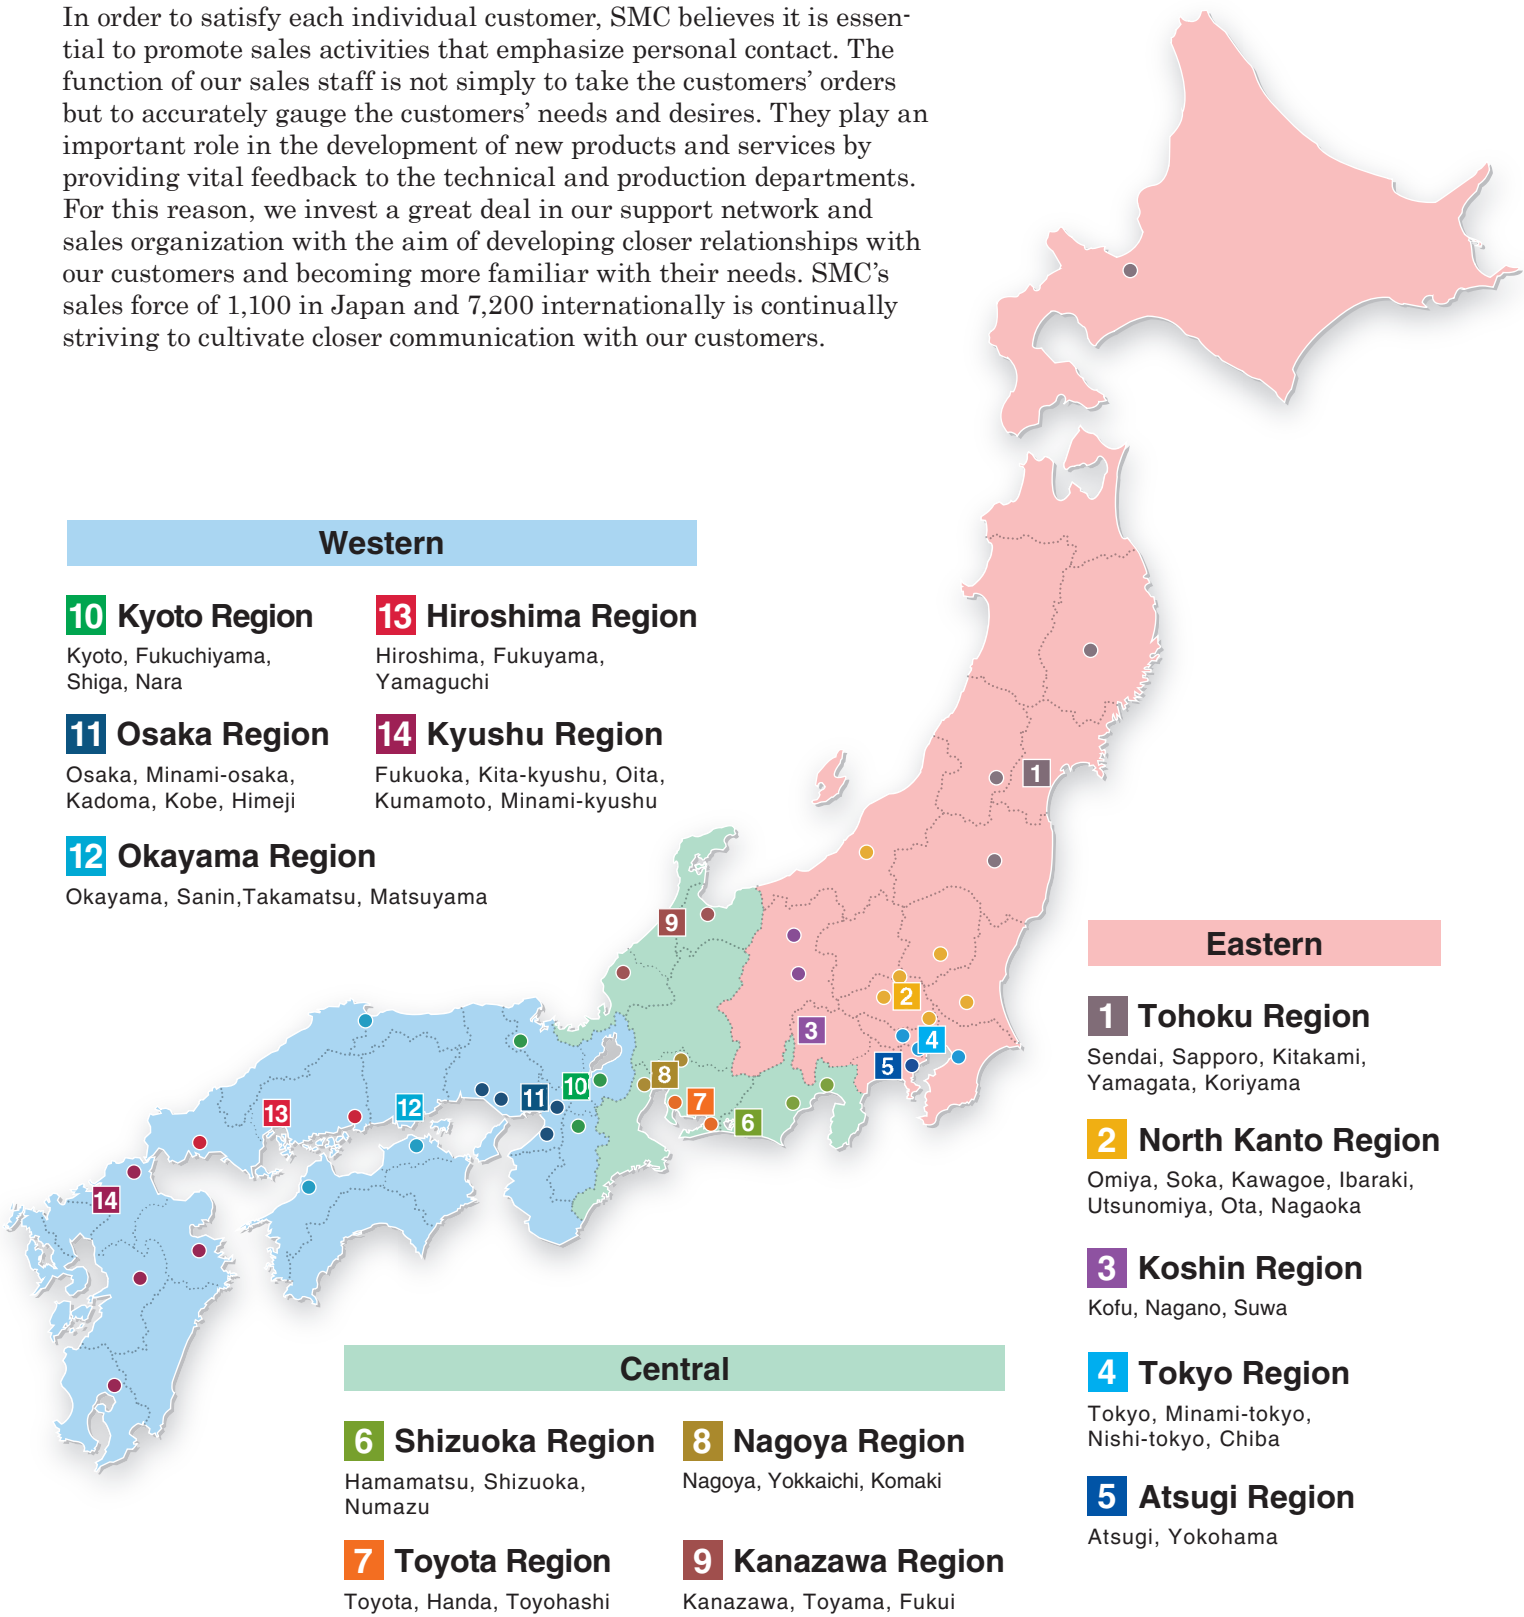 In order to satisfy each individual customer, SMC believes it is essen-
tial to promote sales activities that emphasize personal contact. The
function of our sales staff is not simply to take the customers’ orders
but to accurately gauge the customers’ needs and desires. They play an
important role in the development of new products and services by
providing vital feedback to the technical and production departments.
For this reason, we invest a great deal in our support network and
sales organization with the aim of developing closer relationships with
our customers and becoming more familiar with their needs. SMC’s
sales force of 1,100 in Japan and 7,200 internationally is continually
striving to cultivate closer communication with our customers.
Western
10 Kyoto Region
Kyoto, Fukuchiyama,
Shiga, Nara
13 Hiroshima Region
Hiroshima, Fukuyama,
Yamaguchi
11 Osaka Region
Osaka, Minami-osaka,
Kadoma, Kobe, Himeji
14 Kyushu Region
Fukuoka, Kita-kyushu, Oita,
Kumamoto, Minami-kyushu
12 Okayama Region
Okayama, Sanin,Takamatsu, Matsuyama
1
9
2
3
4
5
8
10
11
7
12
13
6
14
Eastern
1 Tohoku Region
Sendai, Sapporo, Kitakami,
Yamagata, Koriyama
2 North Kanto Region
Omiya, Soka, Kawagoe, Ibaraki,
Utsunomiya, Ota, Nagaoka
3 Koshin Region
Kofu, Nagano, Suwa
4 Tokyo Region
Tokyo, Minami-tokyo,
Nishi-tokyo, Chiba
5 Atsugi Region
Atsugi, Yokohama
Central
6 Shizuoka Region
Hamamatsu, Shizuoka,
Numazu
8 Nagoya Region
Nagoya, Yokkaichi, Komaki
7 Toyota Region
Toyota, Handa, Toyohashi
9 Kanazawa Region
Kanazawa, Toyama, Fukui